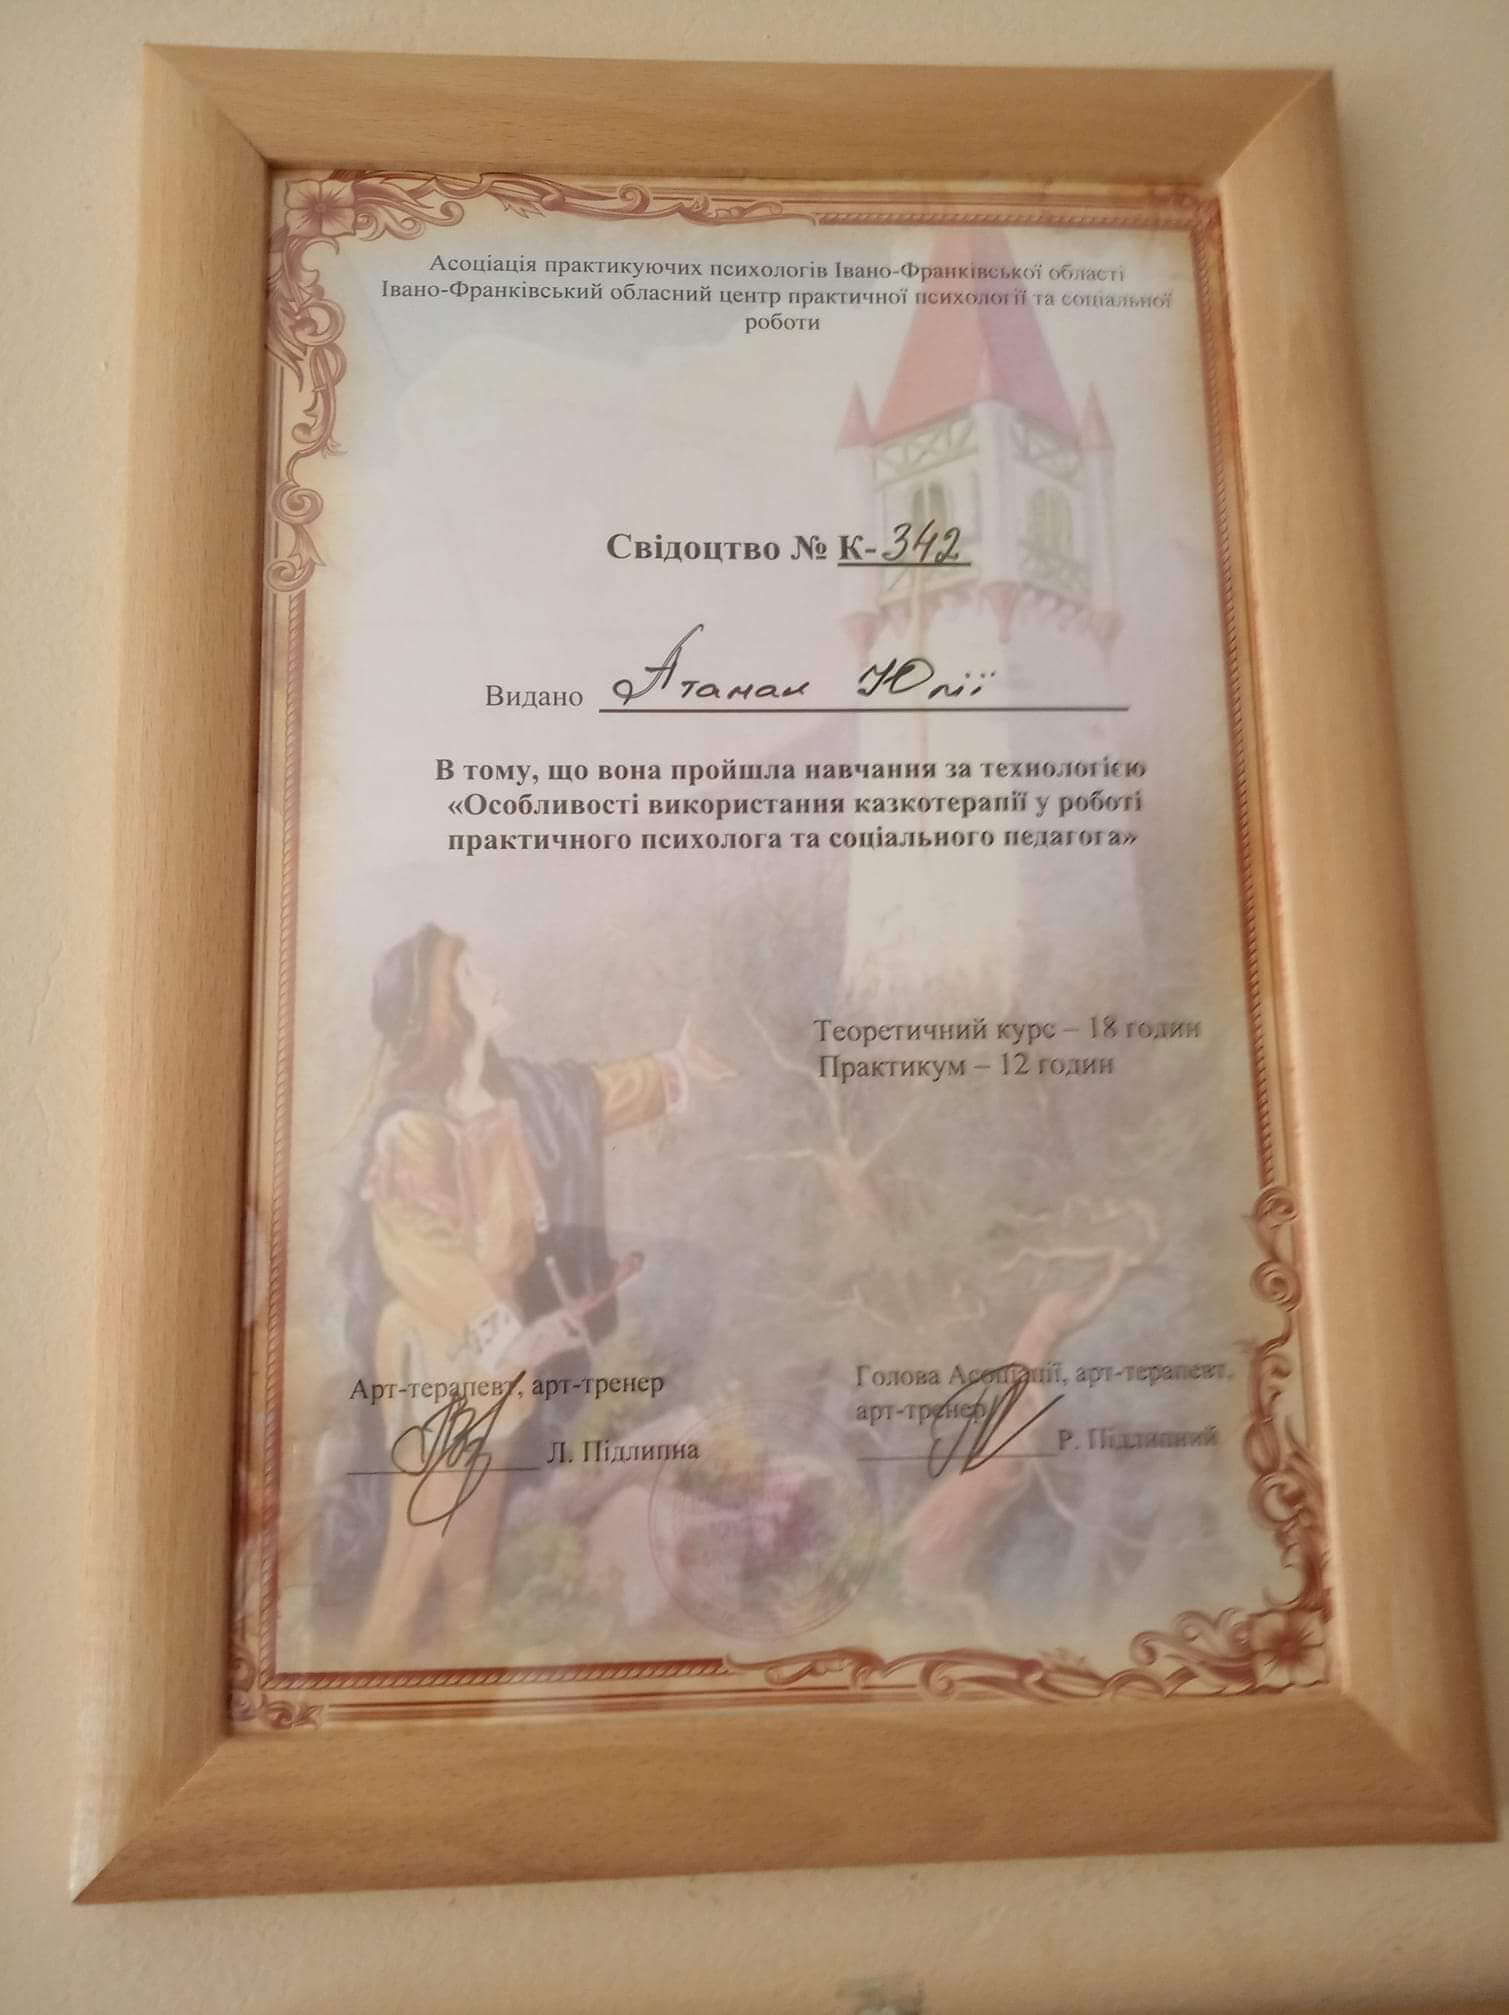 Асоціація практикуючих психологів Івано-Франківської області
Івано-Франківський обласний центр практичної психології та соціальної
роботи
Свідоцтво № К-342
Видано Атаман Юлії
В тому, що вона пройшла навчання за технологією
«Особливості використання казкотерапії у роботі
практичного психолога та соціального педагога»
Теоретичний курс – 18 годин
Практикум – 12 годин
Арт-терапевт, арт-тренер
Л. Підлипна
Голова Асоціації, арт-терапевт,
арт-тренер
Р. Підлипний